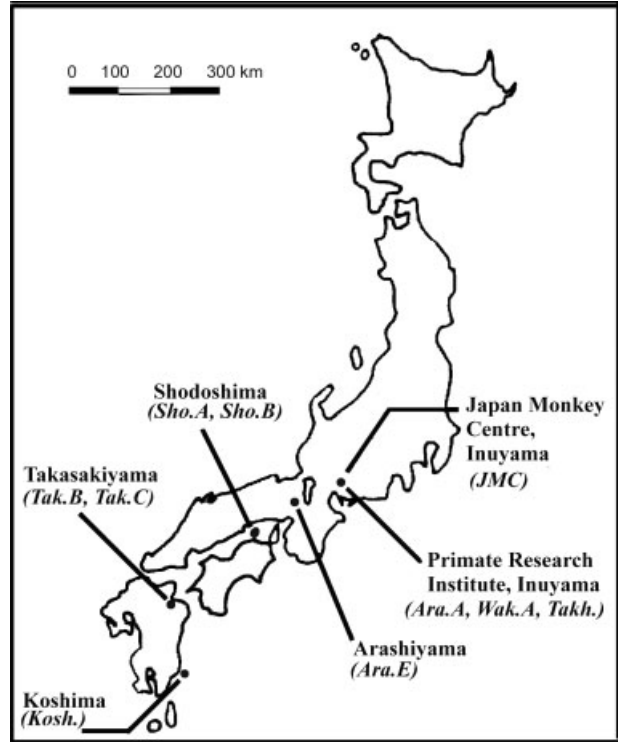 0 100 200 300 km
Shodoshima
(Sho.A, Sho.B)
Japan Monkey
Centre,
Inuyama
(JMC)
Takasakiyama
(Tak.B, Tak.C)
Primate Research
Institute, Inuyama
(Ara.A, Wak.A, Takh.)
Arashiyama
(Ara.E)
Koshima
(Kosh.)